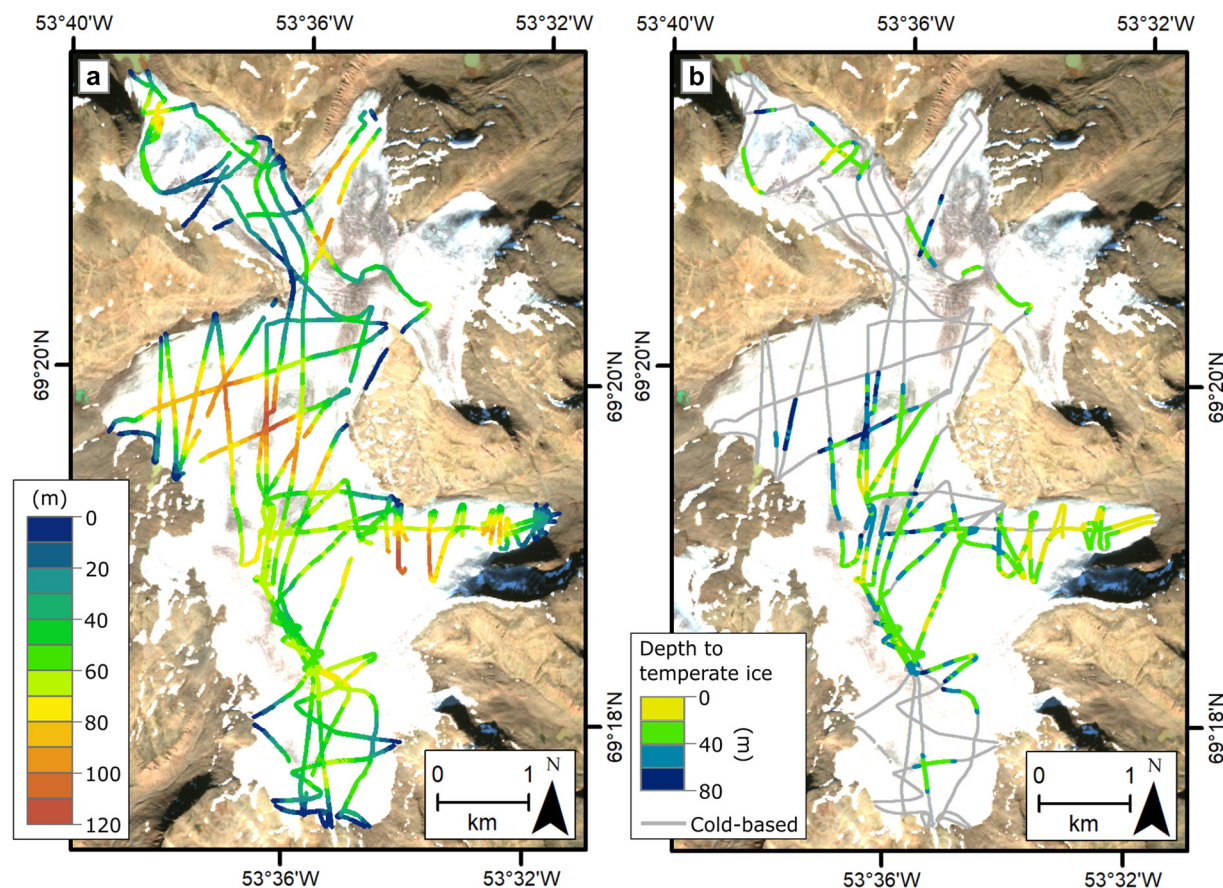 53°40'W 53°36'W 53°32'W 53°40'W 53°36'W 53°32'W
a b
69°20'N 69°20'N 69°20'N 69°20'N
(m)
0
20
40
60
80
100
120
Depth to
temperate ice
0
40
80
(m)
Cold-based
69°18'N 69°18'N
0 1 N
km
0 1 N
km
53°36'W 53°32'W 53°36'W 53°32'W